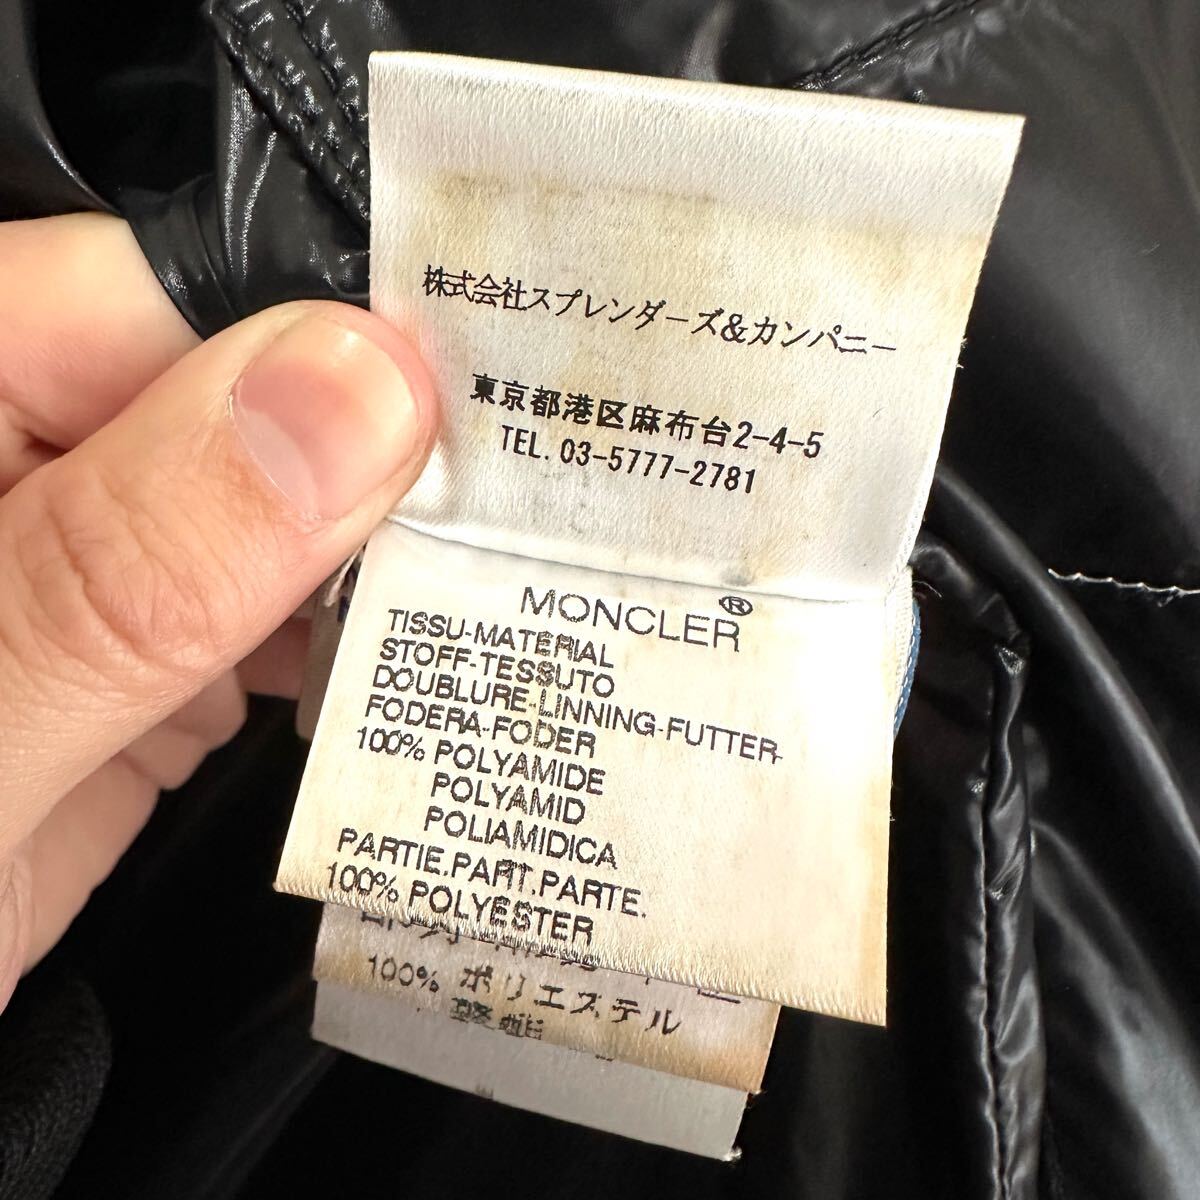 株式会社スプレンダーズ&カンパニー
東京都港区麻布台2-4-5
TEL. 03-5777-2781
MONCLER®
TISSU-MATERIAL
STOFF-TESSUTO
DOUBLURE-LINNING-FUTTER-
FODERA-FODER
100% POLYAMIDE
POLYAMID
POLIAMIDICA
PARTIE.PART.PARTE.
100% POLYESTER
100% ポリエステル